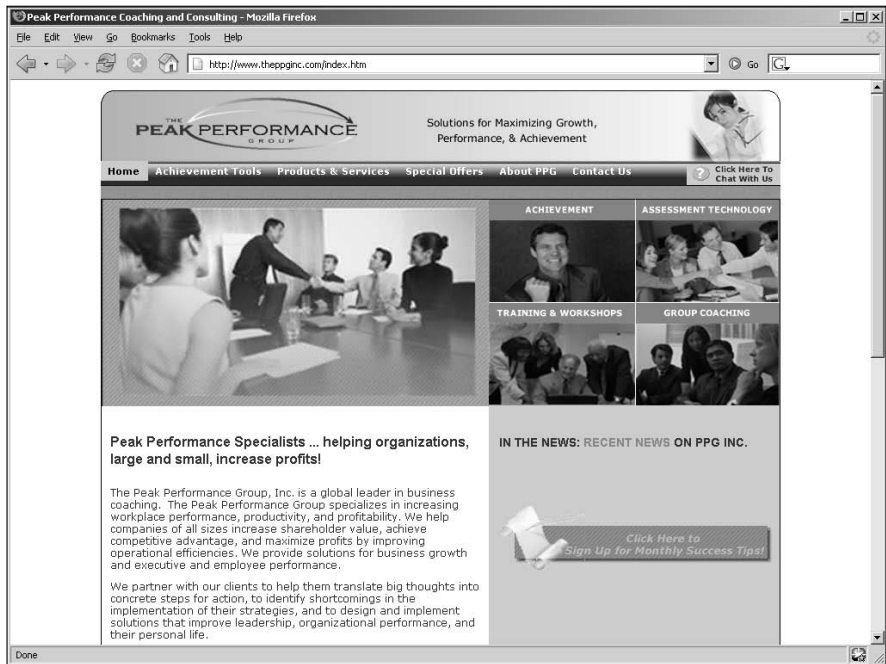 Peak Performance Coaching and Consulting - Mozilla Firefox
File Edit View Go Bookmarks Tools Help
http://www.theppginc.com/index.htm
Go
G
THE
PEAK PERFORMANCE
GROUP
Solutions for Maximizing Growth,
Performance, & Achievement
Home Achievement Tools Products & Services Special Offers About PPG Contact Us
? Click Here To
Chat With Us
ACHIEVEMENT
ASSESSMENT TECHNOLOGY
TRAINING & WORKSHOPS
GROUP COACHING
Peak Performance Specialists ... helping organizations,
large and small, increase profits!
The Peak Performance Group, Inc. is a global leader in business
coaching. The Peak Performance Group specializes in increasing
workplace performance, productivity, and profitability. We help
companies of all sizes increase shareholder value, achieve
competitive advantage, and maximize profits by improving
operational efficiencies. We provide solutions for business growth
and executive and employee performance.
We partner with our clients to help them translate big thoughts into
concrete steps for action, to identify shortcomings in the
implementation of their strategies, and to design and implement
solutions that improve leadership, organizational performance, and
their personal life.
IN THE NEWS: RECENT NEWS ON PPG INC.
Click Here to
Sign Up for Monthly Success Tips!
Done